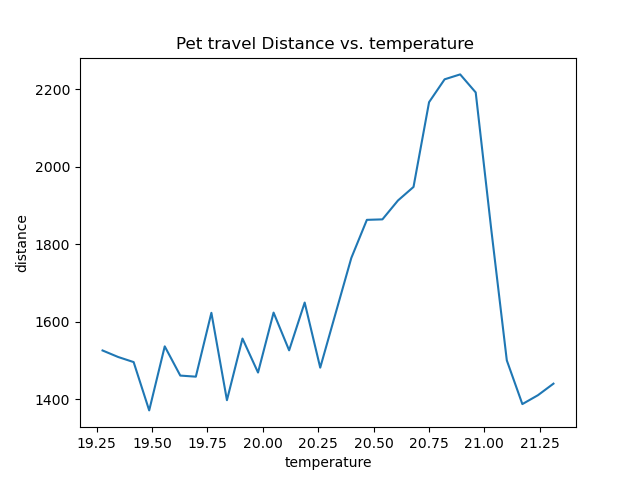 Pet travel Distance vs. temperature
2200
2000
1800
1600
1400
distance
19.25 19.50 19.75 20.00 20.25 20.50 20.75 21.00 21.25
temperature